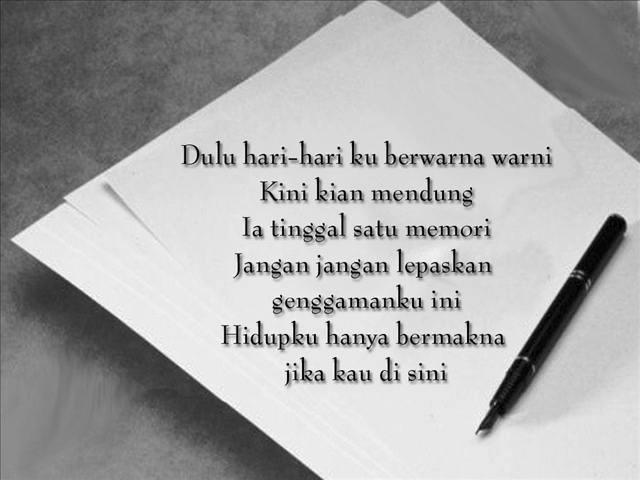 Dulu hari-hari ku berwarna warni
Kini kian mendung
Ia tinggal satu memori
Jangan jangan lepaskan
genggamanku ini
Hidupku hanya bermakna
jika kau di sini